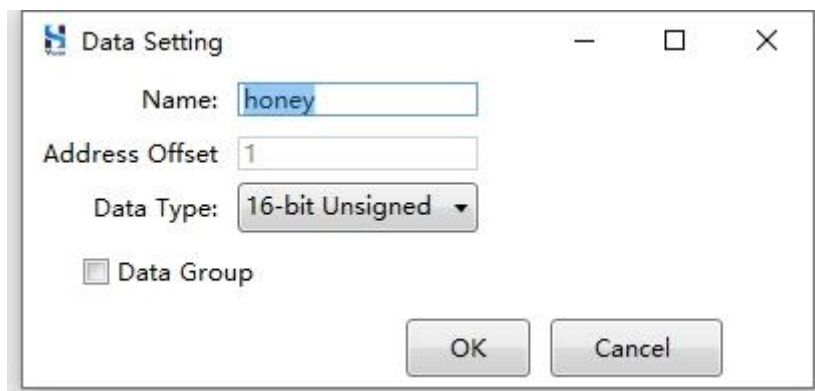 Data Setting
Name: honey
Address Offset 1
Data Type: 16-bit Unsigned
Data Group
OK Cancel